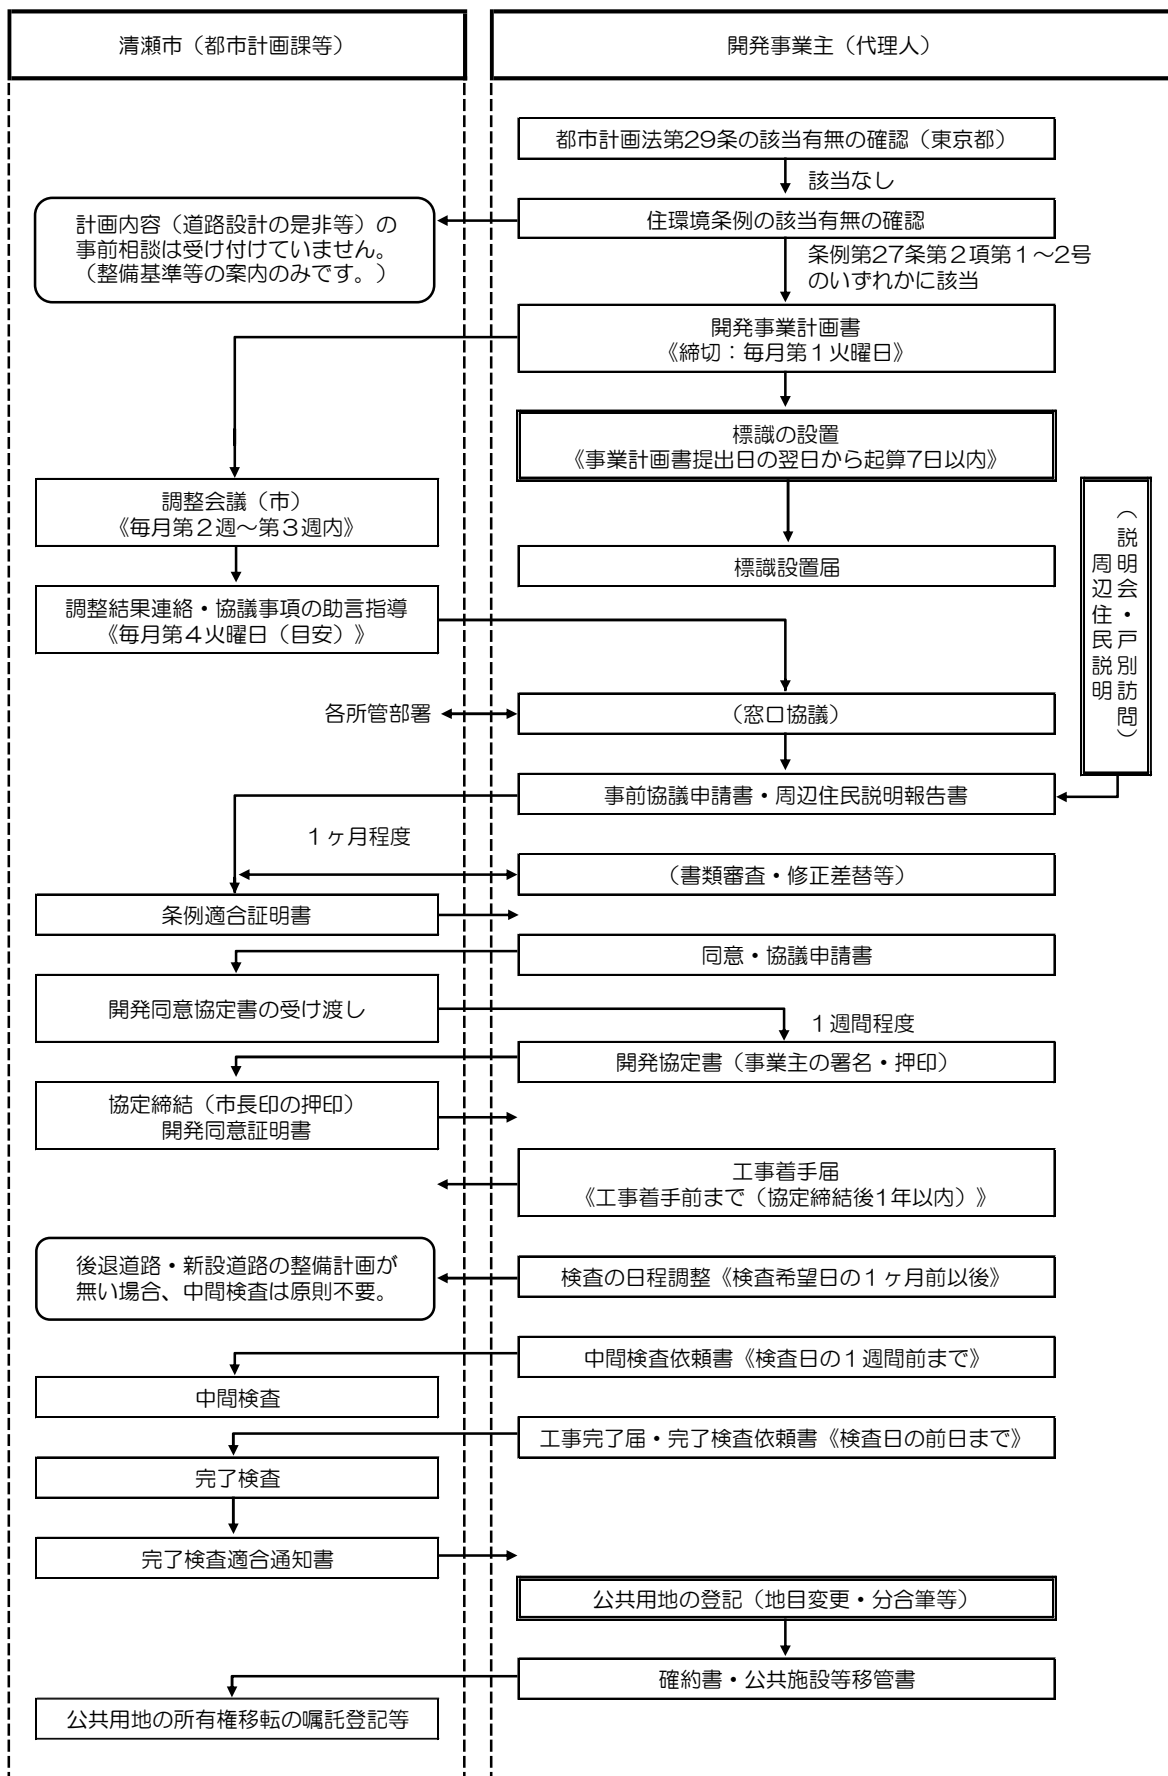 清瀬市（都市計画課等）
開発事業主（代理人）
都市計画法第29条の該当有無の確認（東京都）
該当なし
計画内容（道路設計の是非等）の
事前相談は受け付けていません。
（整備基準等の案内のみです。）
住環境条例の該当有無の確認
条例第27条第２項第１～2号
のいずれかに該当
開発事業計画書
《締切：毎月第１火曜日》
標識の設置
《事業計画書提出日の翌日から起算7日以内》
調整会議（市）
《毎月第２週～第３週内》
標識設置届
周辺住民説明
（説明会・戸別訪問）
調整結果連絡・協議事項の助言指導
《毎月第４火曜日（目安）》
各所管部署
（窓口協議）
事前協議申請書・周辺住民説明報告書
１ヶ月程度
（書類審査・修正差替等）
条例適合証明書
同意・協議申請書
開発同意協定書の受け渡し
１週間程度
開発協定書（事業主の署名・押印）
協定締結（市長印の押印）
開発同意証明書
工事着手届
《工事着手前まで（協定締結後1年以内）》
後退道路・新設道路の整備計画が
無い場合、中間検査は原則不要。
検査の日程調整《検査希望日の１ヶ月前以後》
中間検査依頼書《検査日の１週間前まで》
中間検査
工事完了届・完了検査依頼書《検査日の前日まで》
完了検査
完了検査適合通知書
公共用地の登記（地目変更・分合筆等）
確約書・公共施設等移管書
公共用地の所有権移転の嘱託登記等